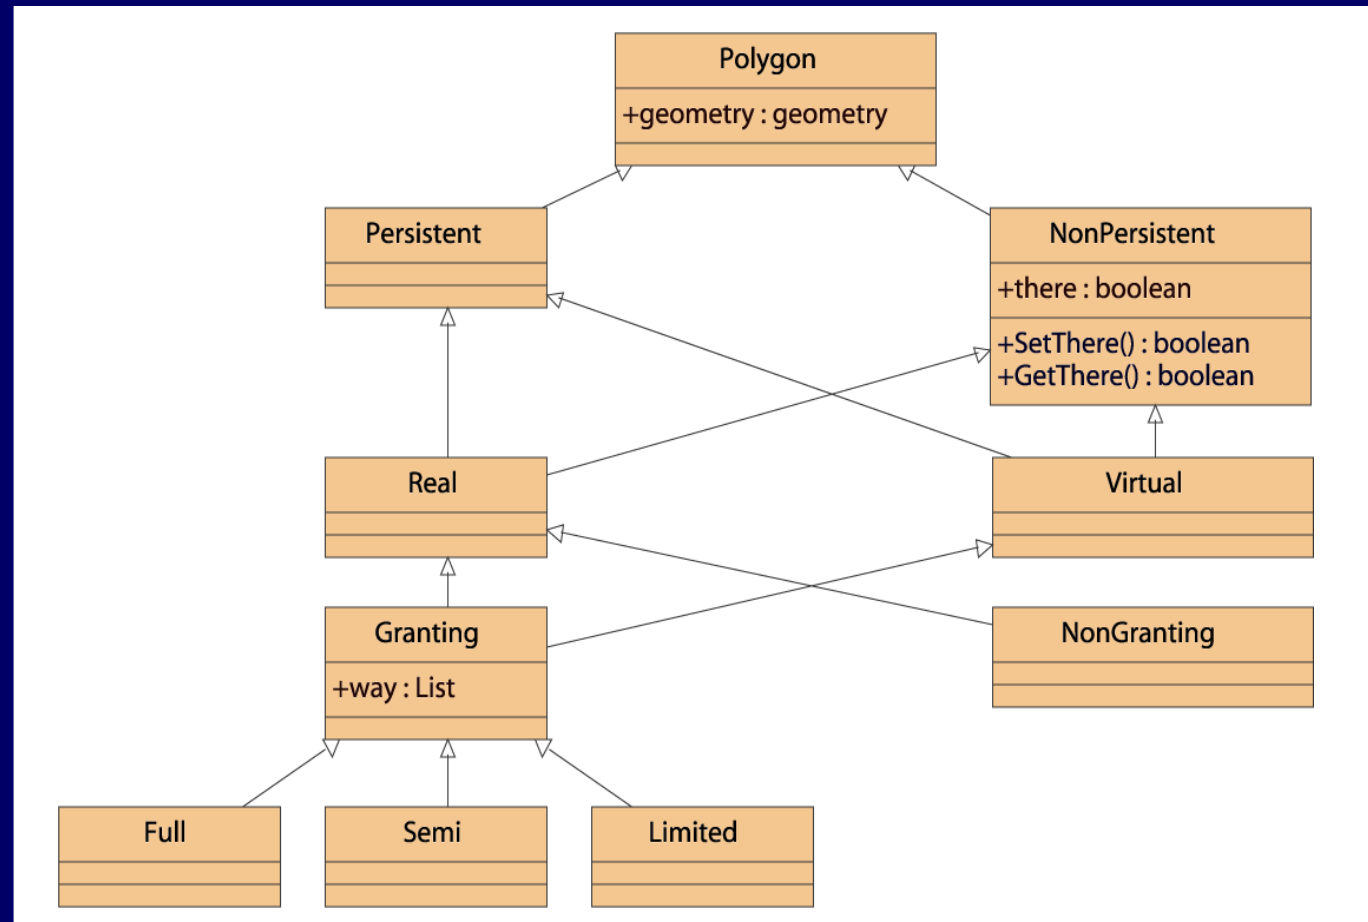 Polygon
+geometry : geometry
Persistent
NonPersistent
+there : boolean
+SetThere() : boolean
+GetThere() : boolean
Real
Virtual
Granting
+way : List
NonGranting
Full
Semi
Limited